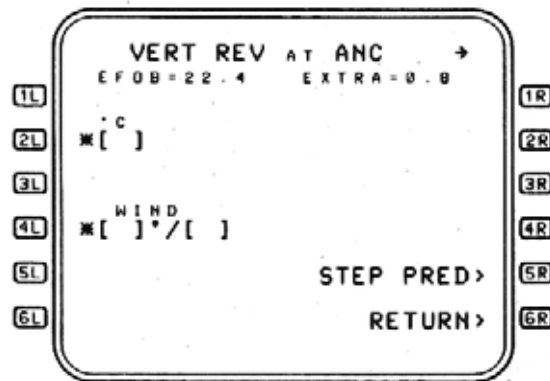 VERT REV AT ANC →
EFOB=22.4 EXTRA=0.8
1L 1R
°C
2L *[ ] 2R
3L 3R
WIND
4L *[ ]°/[ ] 4R
5L STEP PRED> 5R
6L RETURN> 6R